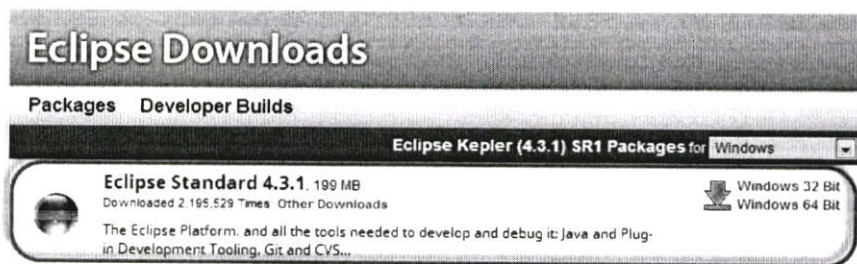 Eclipse Downloads
Packages Developer Builds
Eclipse Kepler (4.3.1) SR1 Packages for Windows
Eclipse Standard 4.3.1, 199 MB
Windows 32 Bit
Downloaded 2,195,529 Times Other Downloads
Windows 64 Bit
The Eclipse Platform, and all the tools needed to develop and debug it: Java and Plug-
in Development Tooling, Git and CVS...